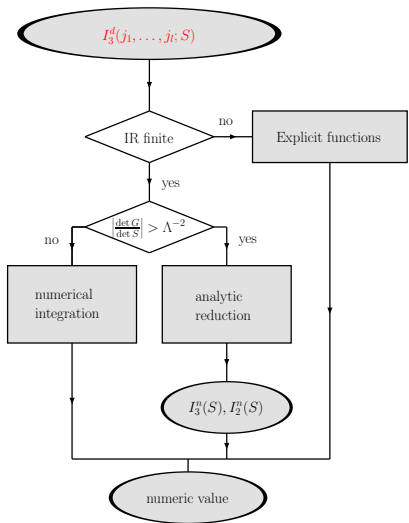 I_3^d(j_1, . . . , j_l; S)
no
IR finite
Explicit functions
yes
|det G / det S| > Λ^{-2}
no
yes
numerical
integration
analytic
reduction
I_3^n(S), I_2^n(S)
numeric value